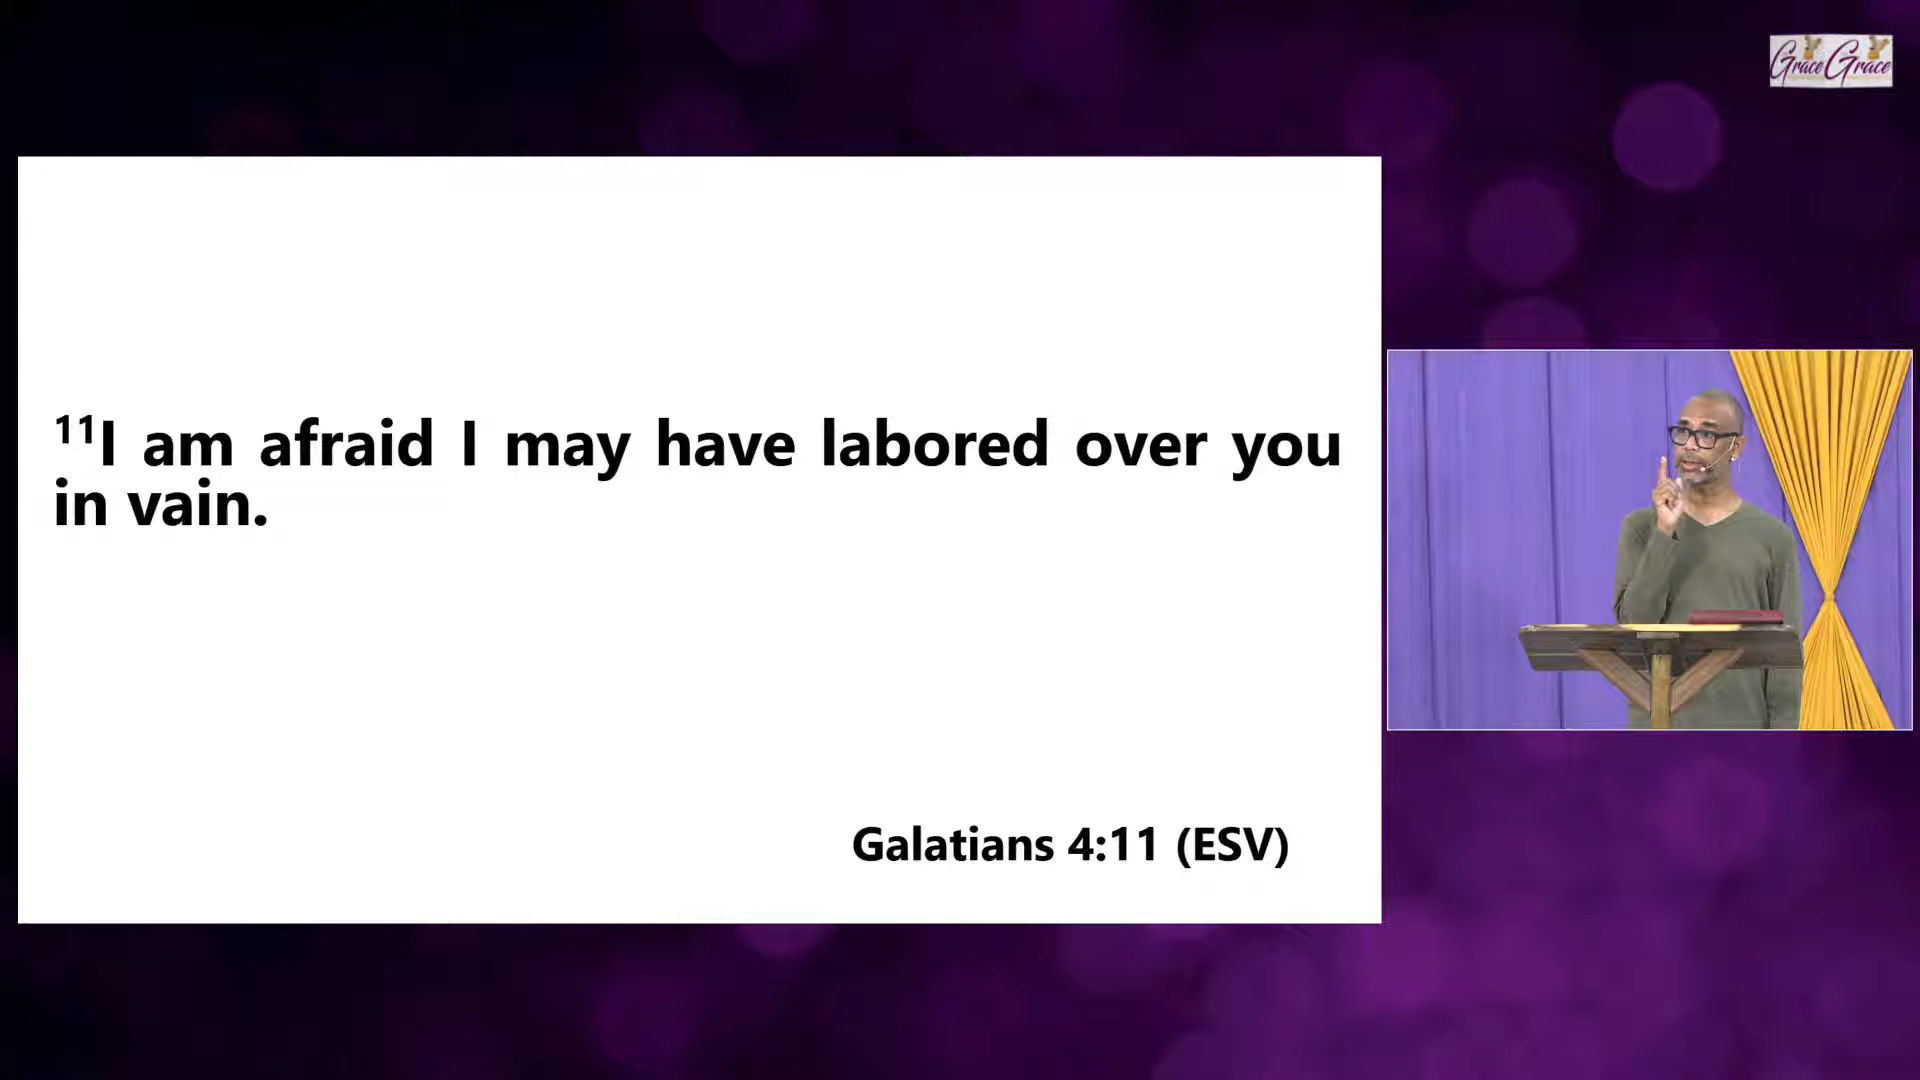 Grace Grace
¹¹I am afraid I may have labored over you
in vain.
Galatians 4:11 (ESV)